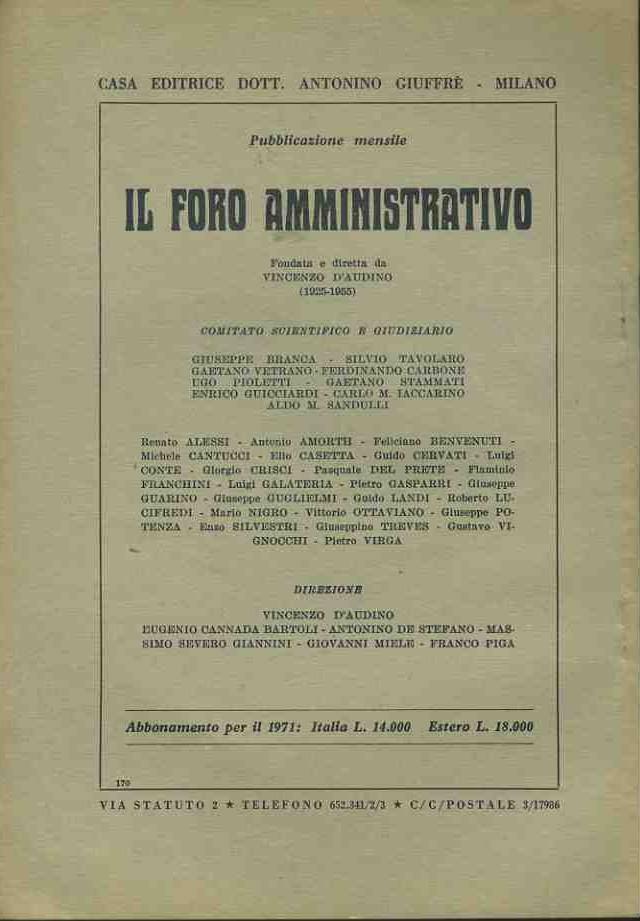 CASA EDITRICE DOTT. ANTONINO GIUFFRÈ - MILANO
Pubblicazione mensile
IL FORO AMMINISTRATIVO
Fondata e diretta da
VINCENZO D'AUDINO
(1925-1955)
COMITATO SCIENTIFICO E GIUDIZIARIO
GIUSEPPE BRANCA - SILVIO TAVOLARO
GAETANO VETRANO - FERDINANDO CARBONE
UGO PIOLETTI - GAETANO STAMMATI
ENRICO GUICCIARDI - CARLO M. IACCARINO
ALDO M. SANDULLI
Renato ALESSI - Antonio AMORTH - Feliciano BENVENUTI -
Michele CANTUCCI - Elio CASETTA - Guido CERVATI - Luigi
CONTE - Giorgio CRISCI - Pasquale DEL PRETE - Flaminio
FRANCHINI - Luigi GALATERIA - Pietro GASPARRI - Giuseppe
GUARINO - Giuseppe GUGLIELMI - Guido LANDI - Roberto LU-
CIFREDI - Mario NIGRO - Vittorio OTTAVIANO - Giuseppe PO-
TENZA - Enzo SILVESTRI - Giuseppino TREVES - Gustavo VI-
GNOCCHI - Pietro VIRGA
DIREZIONE
VINCENZO D'AUDINO
EUGENIO CANNADA BARTOLI - ANTONINO DE STEFANO - MAS-
SIMO SEVERO GIANNINI - GIOVANNI MIELE - FRANCO PIGA
Abbonamento per il 1971: Italia L. 14.000 Estero L. 18.000
170
VIA STATUTO 2 ★ TELEFONO 652.341/2/3 ★ C/C/POSTALE 3/17986